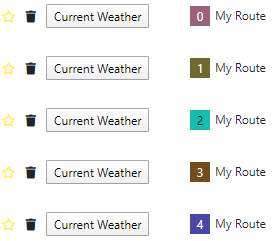 Current Weather 0 My Route
Current Weather 1 My Route
Current Weather 2 My Route
Current Weather 3 My Route
Current Weather 4 My Route